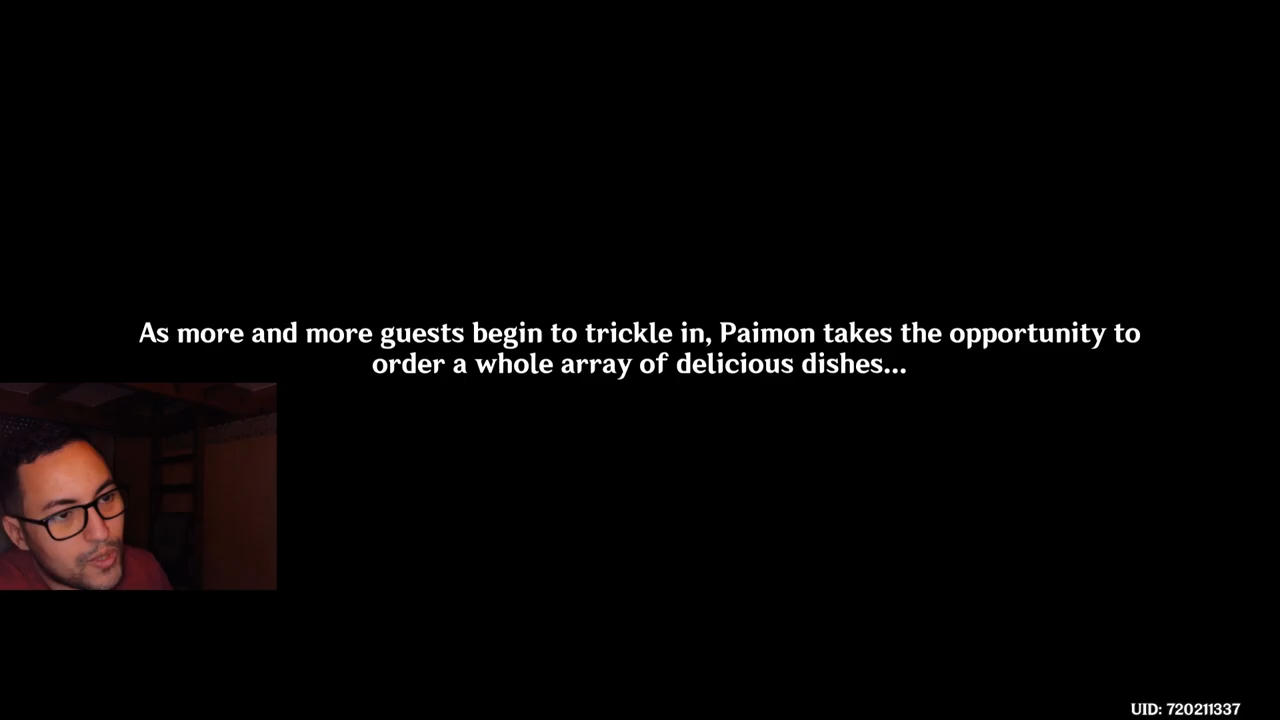 As more and more guests begin to trickle in, Paimon takes the opportunity to
order a whole array of delicious dishes...
UID: 720211337